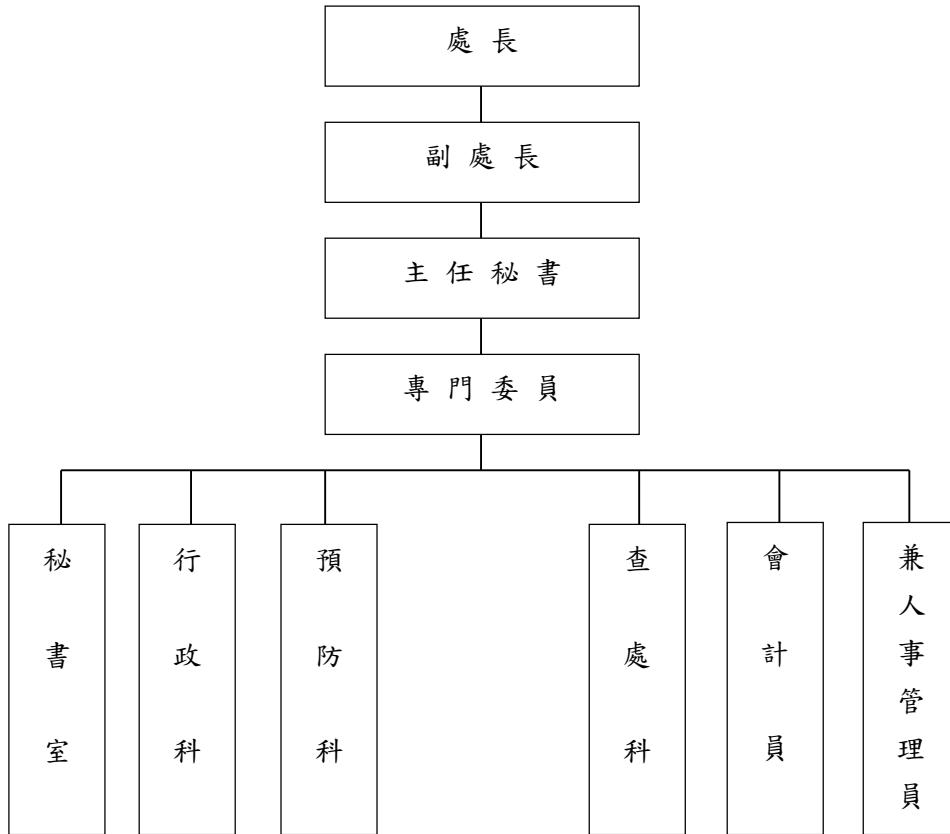 處長
副處長
主任秘書
專門委員
秘書室
行政科
預防科
查處科
會計員
兼人事管理員